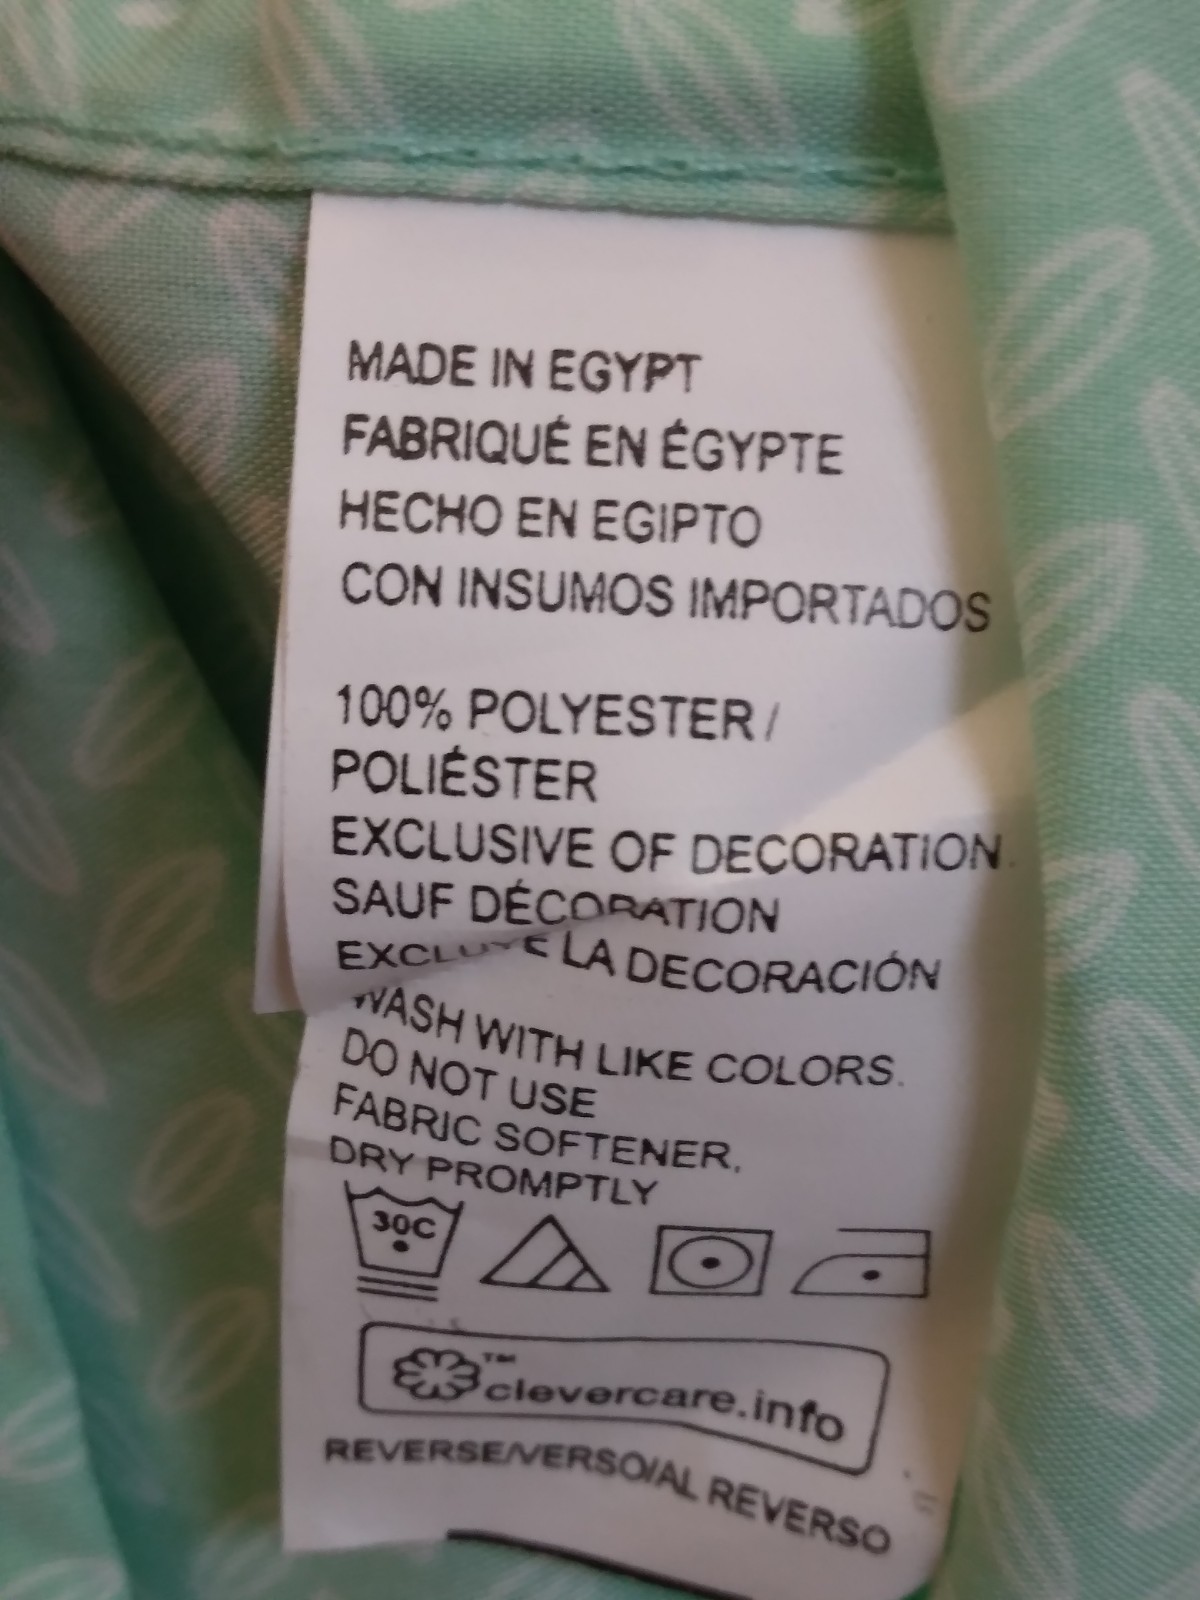 MADE IN EGYPT
FABRIQUÉ EN ÉGYPTE
HECHO EN EGIPTO
CON INSUMOS IMPORTADOS
100% POLYESTER /
POLIÉSTER
EXCLUSIVE OF DECORATION
SAUF DÉCORATION
EXCLUYE LA DECORACIÓN
WASH WITH LIKE COLORS.
DO NOT USE
FABRIC SOFTENER,
DRY PROMPTLY
30C
™ clevercare.info
REVERSE/VERSO/AL REVERSO